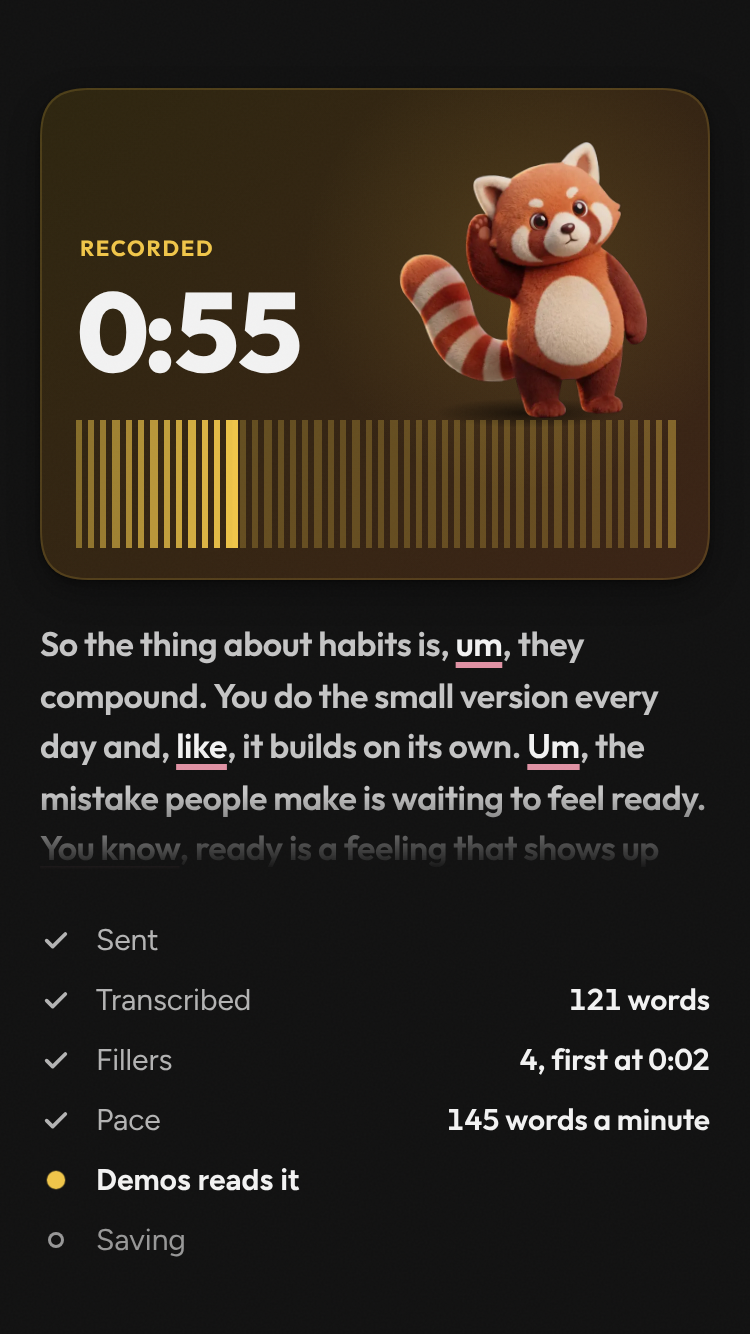 RECORDED
0:55
So the thing about habits is, um, they
compound. You do the small version every
day and, like, it builds on its own. Um, the
mistake people make is waiting to feel ready.
You know, ready is a feeling that shows up
Sent
Transcribed 121 words
Fillers 4, first at 0:02
Pace 145 words a minute
Demos reads it
Saving